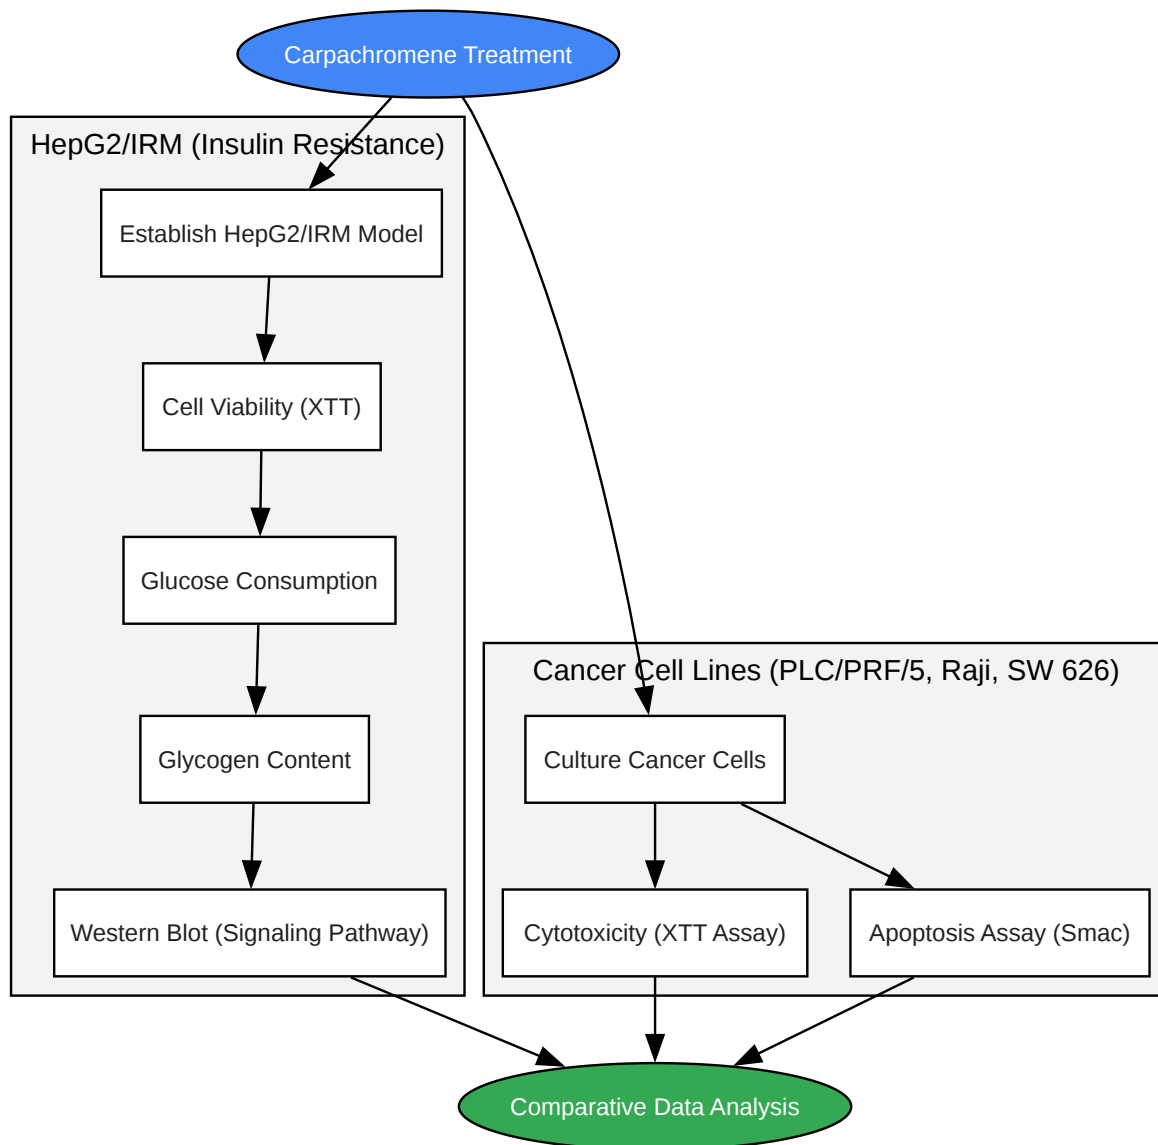 Carpachromene Treatment
HepG2/IRM (Insulin Resistance)
Establish HepG2/IRM Model
Cell Viability (XTT)
Glucose Consumption
Glycogen Content
Western Blot (Signaling Pathway)
Cancer Cell Lines (PLC/PRF/5, Raji, SW 626)
Culture Cancer Cells
Cytotoxicity (XTT Assay)
Apoptosis Assay (Smac)
Comparative Data Analysis